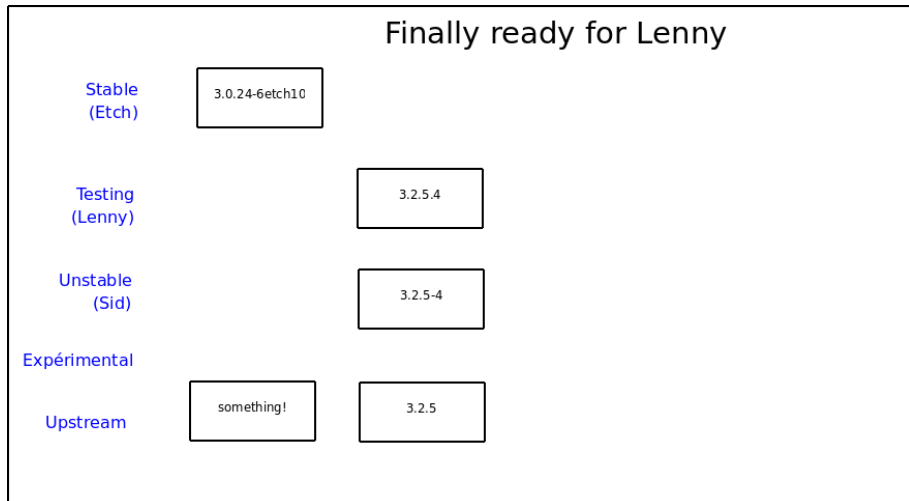 Finally ready for Lenny
Stable
(Etch)
3.0.24-6etch10
Testing
(Lenny)
3.2.5.4
Unstable
(Sid)
3.2.5-4
Expérimental
Upstream
something!
3.2.5